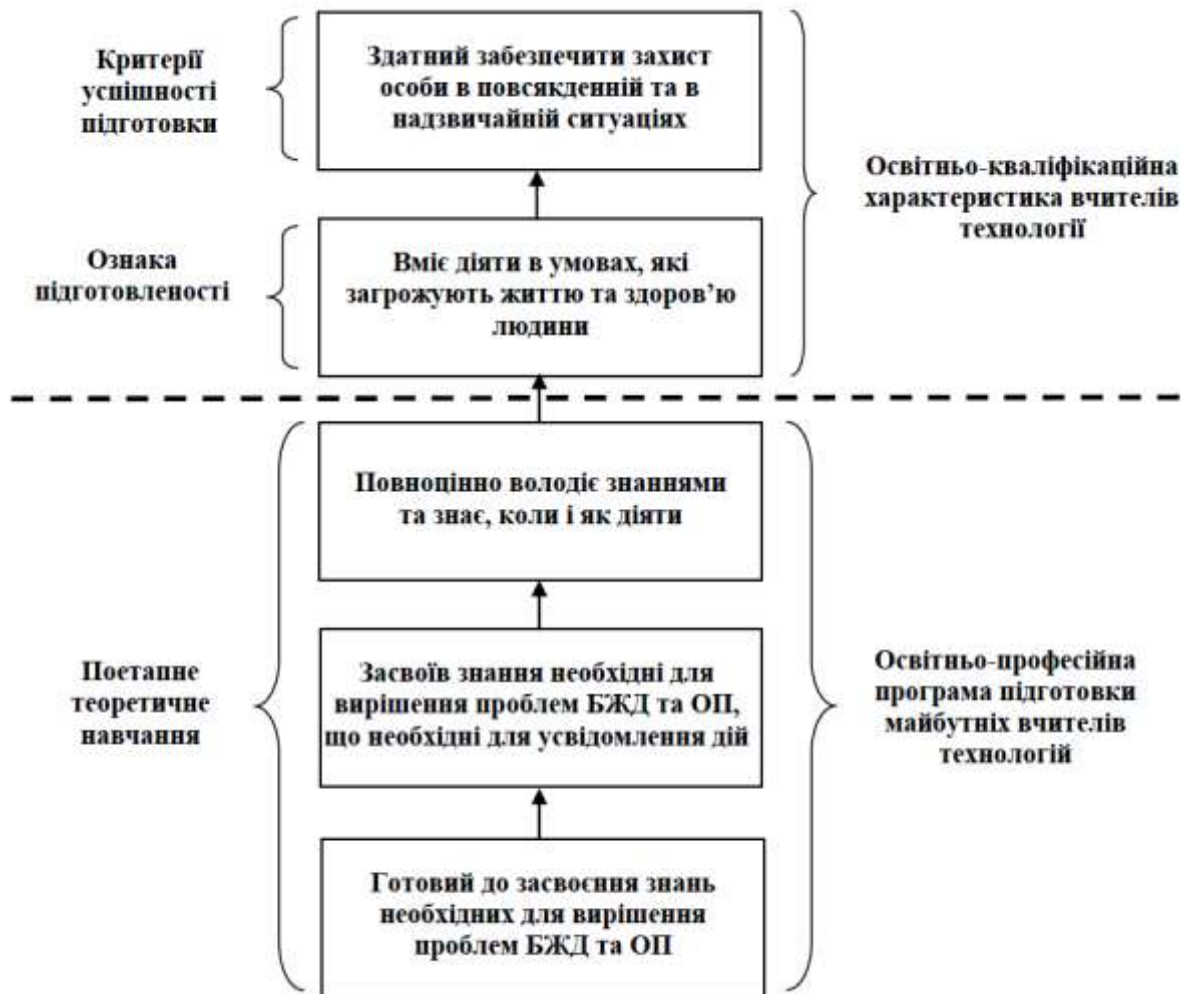 Критерії
успішності
підготовки
Здатний забезпечити захист
особи в повсякденній та в
надзвичайній ситуаціях
Освітньо-кваліфікаційна
характеристика вчителів
технології
Ознака
підготовленості
Вміє діяти в умовах, які
загрожують життю та здоров’ю
людини
Повноцінно володіє знаннями
та знає, коли і як діяти
Поетапне
теоретичне
навчання
Засвоїв знання необхідні для
вирішення проблем БЖД та ОП,
що необхідні для усвідомлення дій
Освітньо-професійна
програма підготовки
майбутніх вчителів
технологій
Готовий до засвоєння знань
необхідних для вирішення
проблем БЖД та ОП